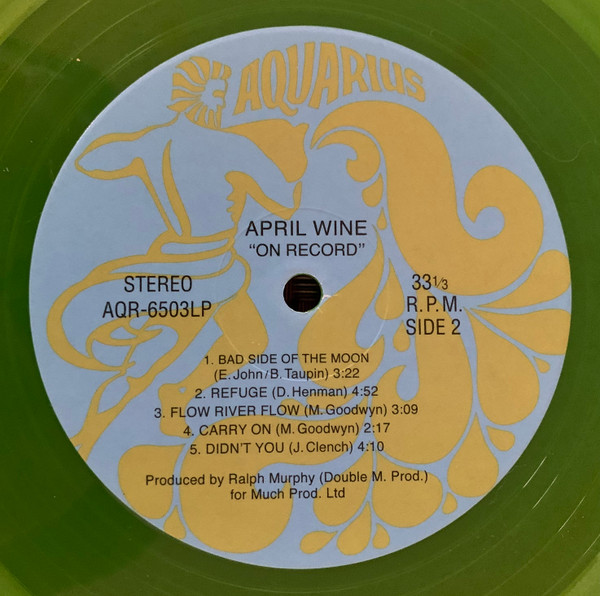 AQUARIUS
APRIL WINE
"ON RECORD"
STEREO
AQR-6503LP
33 1/3
R.P.M.
SIDE 2
1. BAD SIDE OF THE MOON
(E. John/B. Taupin) 3:22
2. REFUGE (D. Henman) 4:52
3. FLOW RIVER FLOW (M. Goodwyn) 3:09
4. CARRY ON (M. Goodwyn) 2:17
5. DIDN'T YOU (J. Clench) 4:10
Produced by Ralph Murphy (Double M. Prod.)
for Much Prod. Ltd